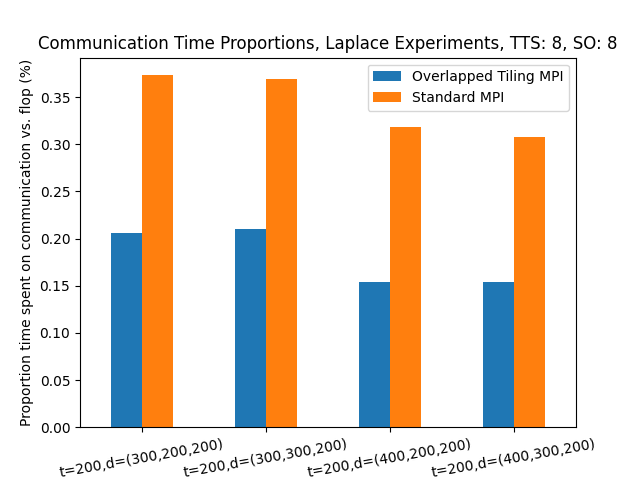 Communication Time Proportions, Laplace Experiments, TTS: 8, SO: 8
Proportion time spent on communication vs. flop (%)
Overlapped Tiling MPI
Standard MPI
0.35
0.30
0.25
0.20
0.15
0.10
0.05
0.00
t=200,d=(300,200,200)
t=200,d=(300,300,200)
t=200,d=(400,200,200)
t=200,d=(400,300,200)